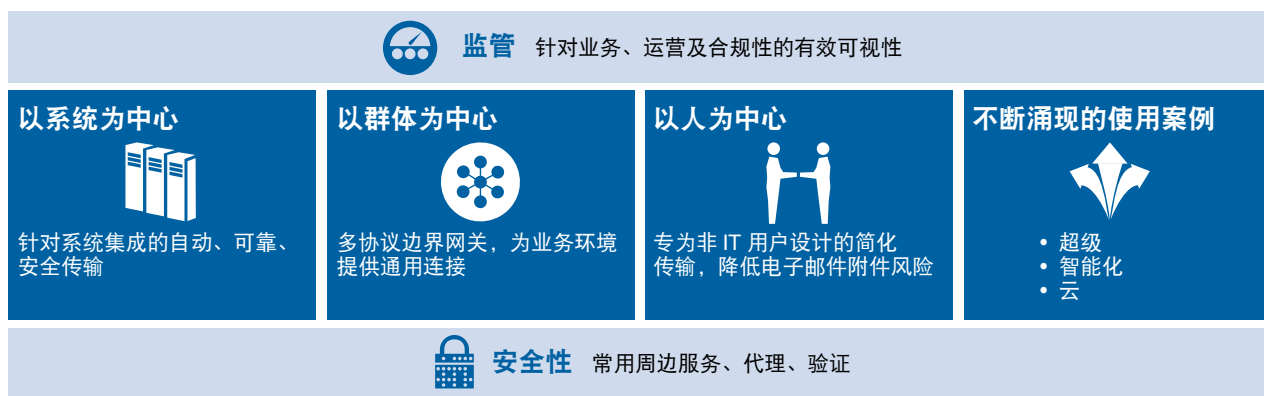 监管 针对业务、运营及合规性的有效可视性
以系统为中心
针对系统集成的自动、可靠、
安全传输
以群体为中心
多协议边界网关，为业务环境
提供通用连接
以人为中心
专为非 IT 用户设计的简化
传输，降低电子邮件附件风险
不断涌现的使用案例
• 超级
• 智能化
• 云
安全性 常用周边服务、代理、验证